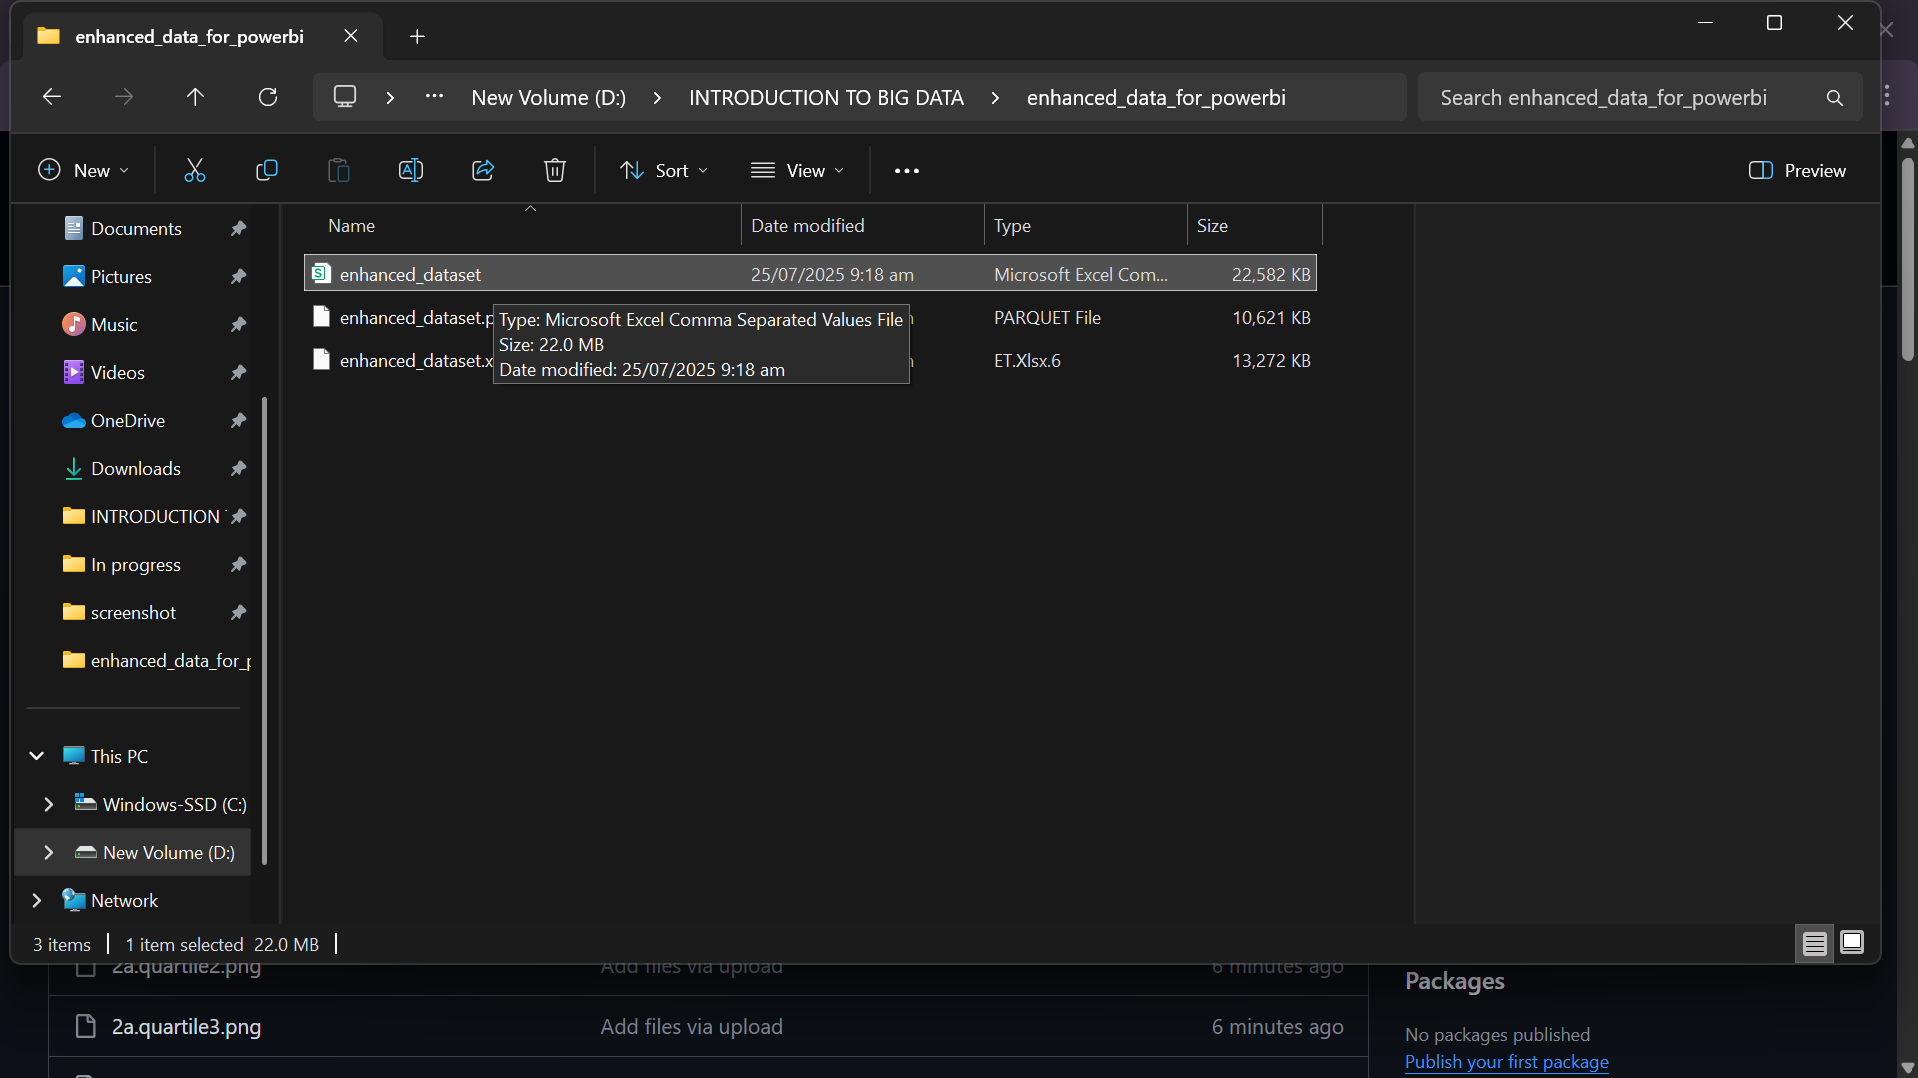 enhanced_data_for_powerbi
New Volume (D:)
INTRODUCTION TO BIG DATA
enhanced_data_for_powerbi
Search enhanced_data_for_powerbi
New
Sort
View
Preview
Documents
Pictures
Music
Videos
OneDrive
Downloads
INTRODUCTION
In progress
screenshot
enhanced_data_for_p
This PC
Windows-SSD (C:)
New Volume (D:)
Network
Name Date modified Type Size
enhanced_dataset 25/07/2025 9:18 am Microsoft Excel Com... 22,582 KB
enhanced_dataset.p PARQUET File 10,621 KB
enhanced_dataset.x ET.Xlsx.6 13,272 KB
Type: Microsoft Excel Comma Separated Values File
Size: 22.0 MB
Date modified: 25/07/2025 9:18 am
3 items 1 item selected 22.0 MB
2a.quartile2.png Add files via upload 6 minutes ago
2a.quartile3.png Add files via upload 6 minutes ago
Packages
No packages published
Publish your first package